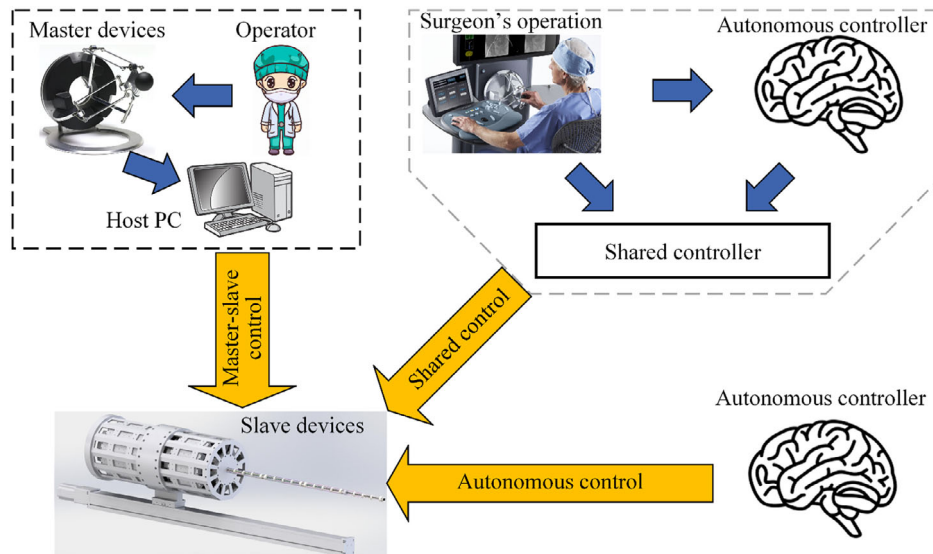 Master devices
Operator
Host PC
Surgeon's operation
Autonomous controller
Shared controller
Master-slave
control
Shared control
Slave devices
Autonomous control
Autonomous controller